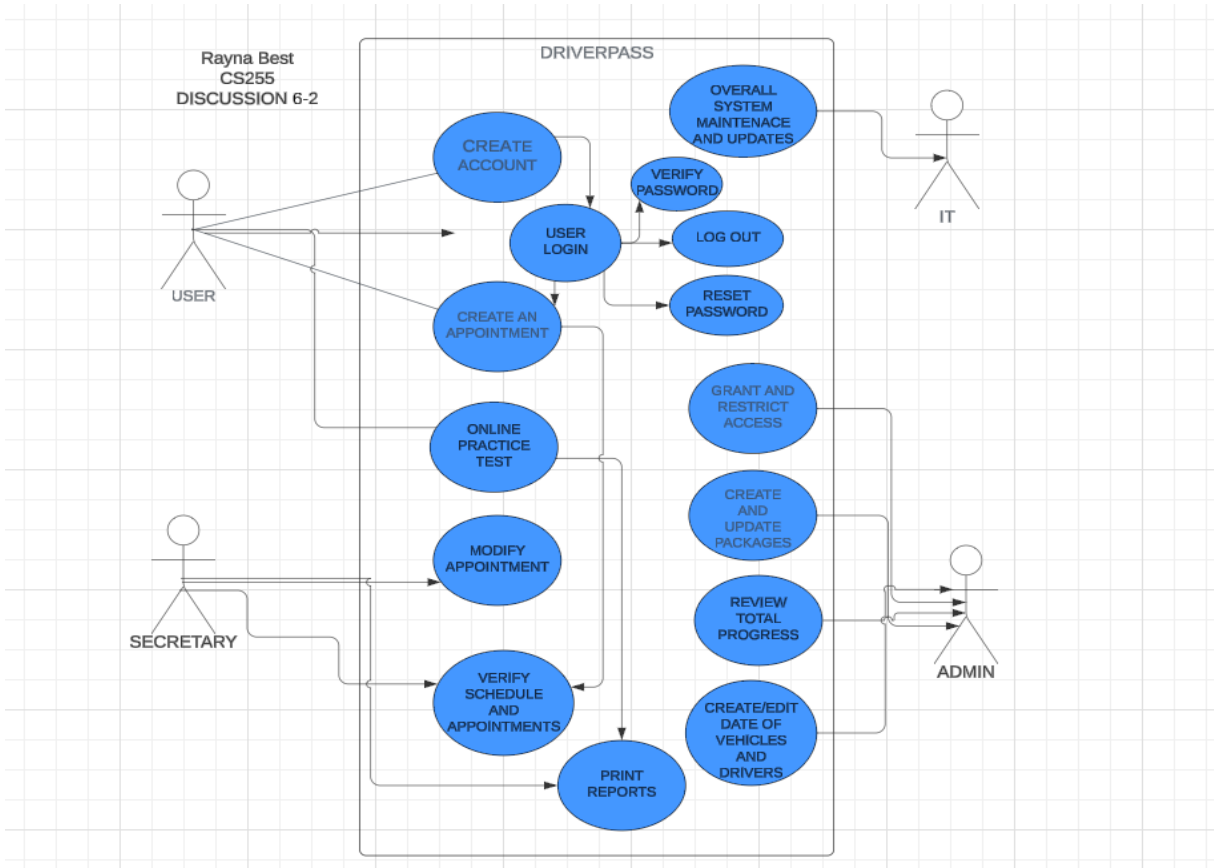 Rayna Best
CS255
DISCUSSION 6-2
DRIVERPASS
OVERALL
SYSTEM
MAINTENACE
AND UPDATES
CREATE
ACCOUNT
VERIFY
PASSWORD
USER
LOGIN
LOG OUT
RESET
PASSWORD
IT
USER
CREATE AN
APPOINTMENT
GRANT AND
RESTRICT
ACCESS
ONLINE
PRACTICE
TEST
CREATE
AND
UPDATE
PACKAGES
MODIFY
APPOINTMENT
REVIEW
TOTAL
PROGRESS
SECRETARY
ADMIN
VERIFY
SCHEDULE
AND
APPOINTMENTS
CREATE/EDIT
DATE OF
VEHICLES
AND
DRIVERS
PRINT
REPORTS